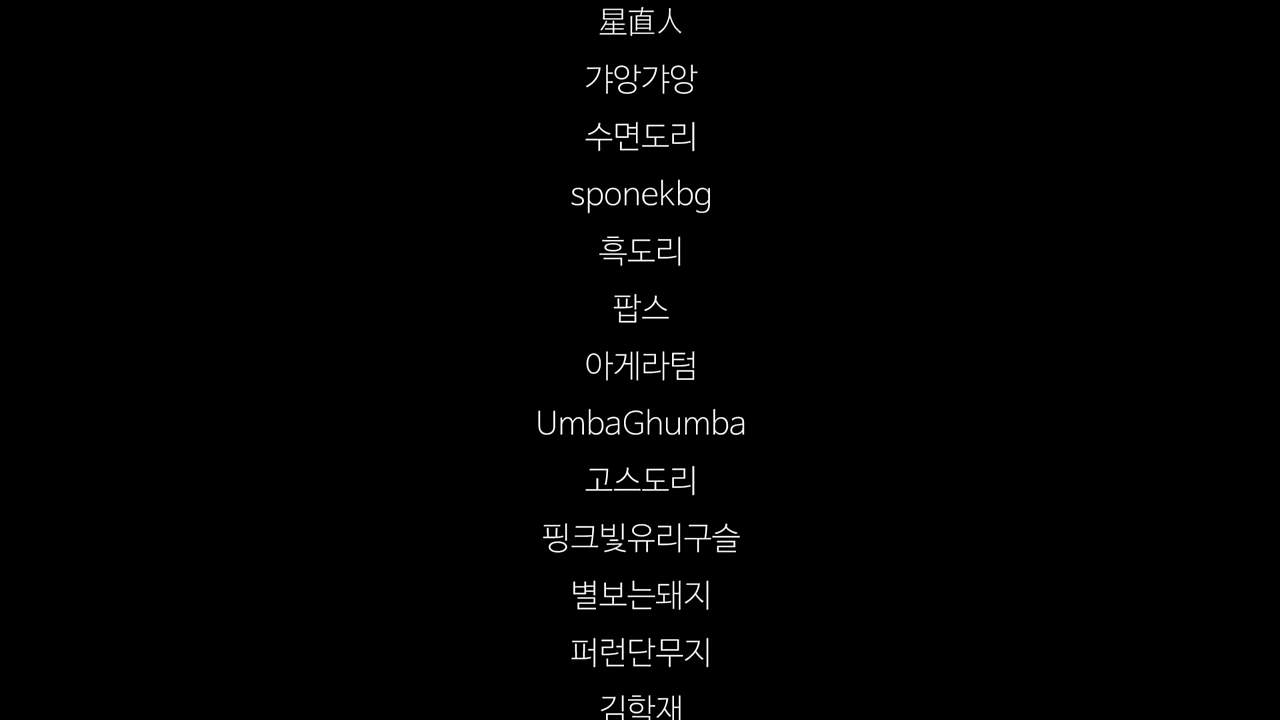 星直人
갸앙갸앙
수면도리
sponekbg
흑도리
팝스
아게라텀
UmbaGhumba
고스도리
핑크빛유리구슬
별보는돼지
퍼런단무지
김학재